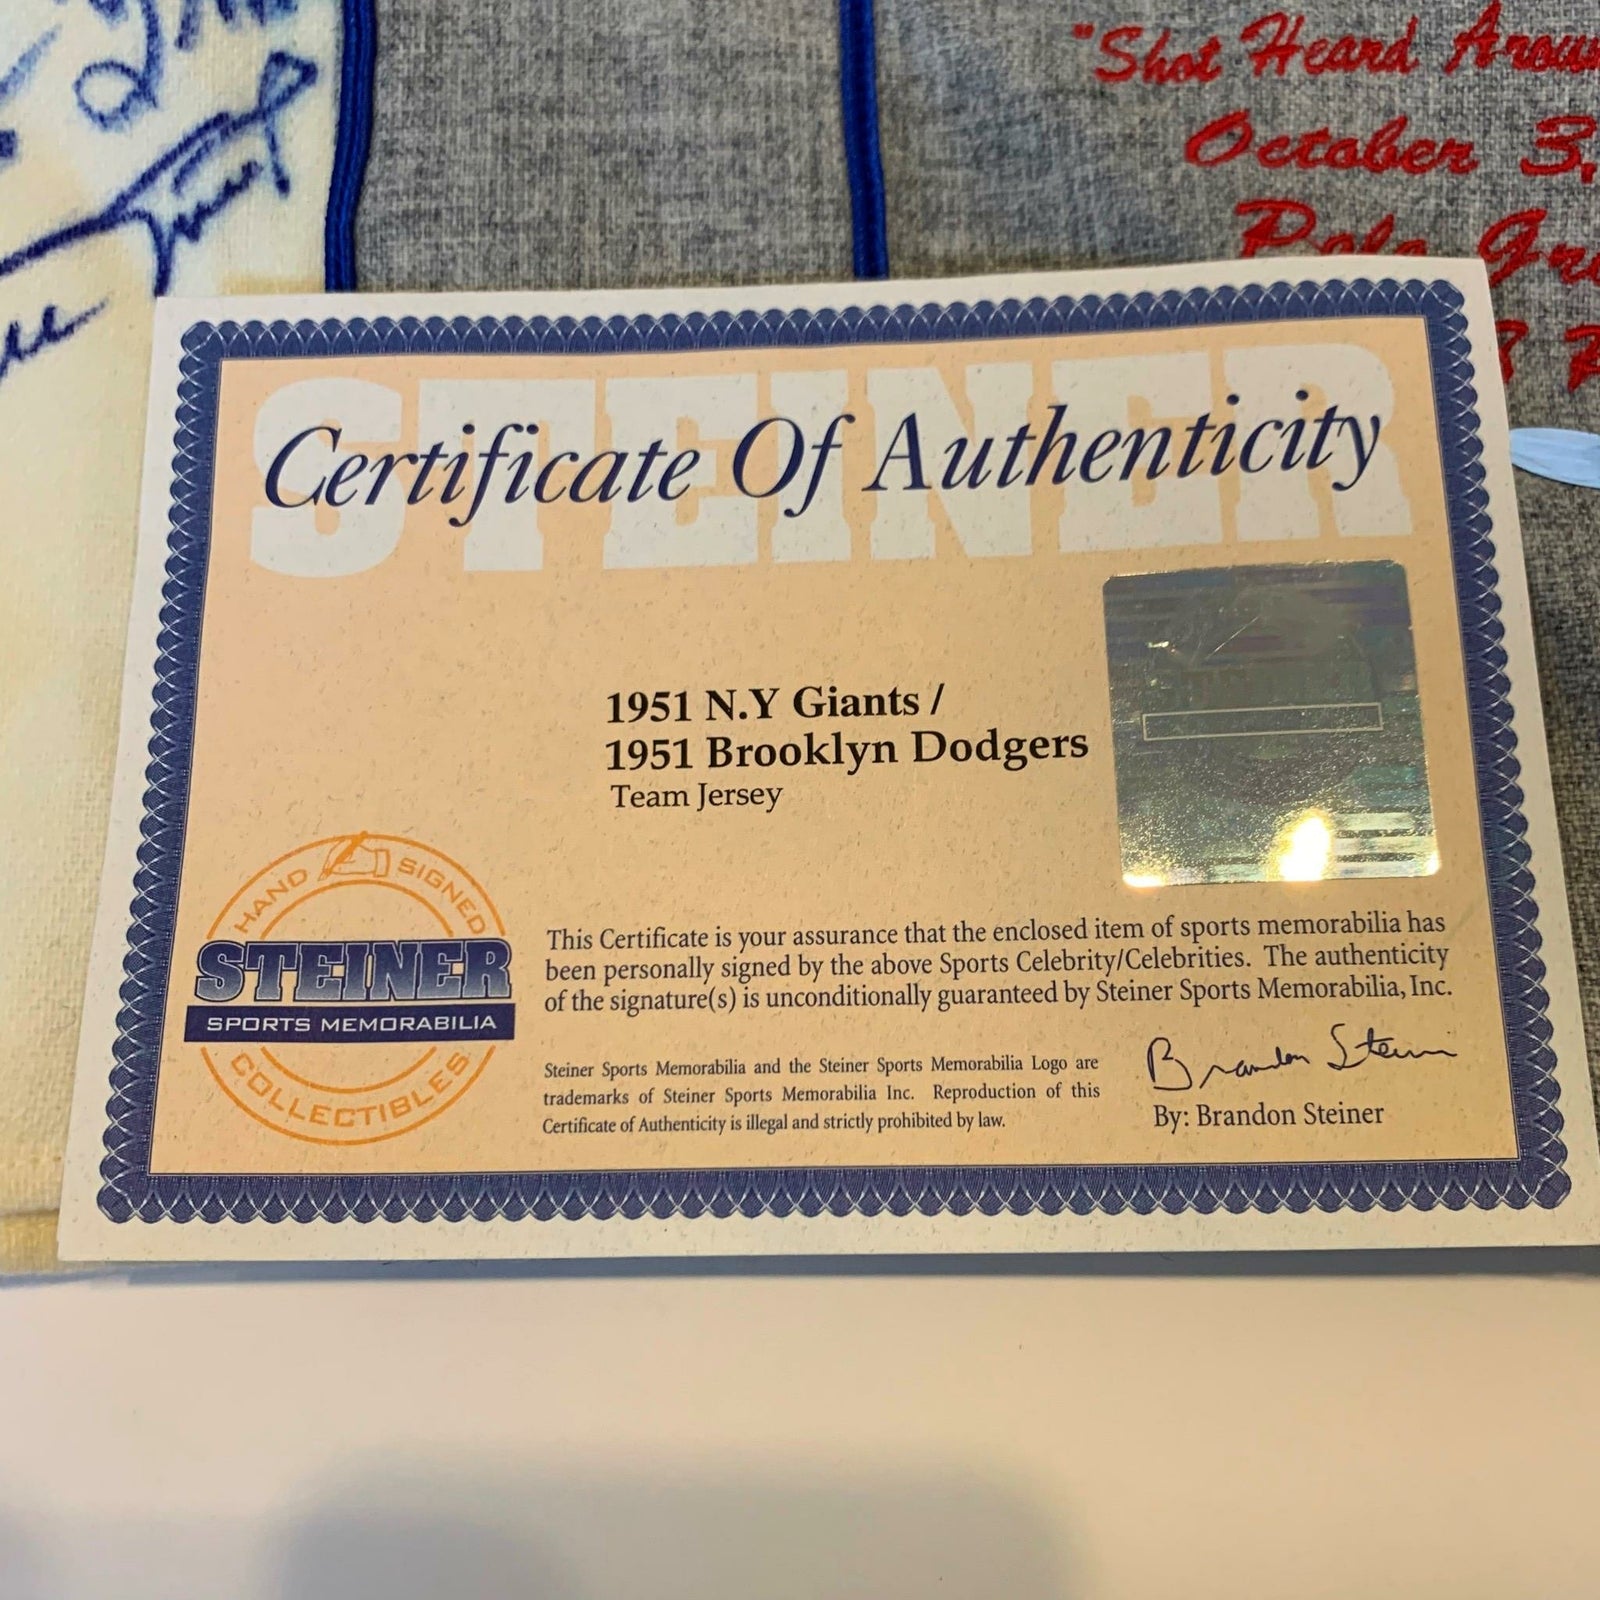 "Shot Heard
October 3,
Polo
Certificate Of Authenticity
STEINER
1951 N.Y Giants /
1951 Brooklyn Dodgers
Team Jersey
HAND SIGNED
STEINER
SPORTS MEMORABILIA
COLLECTIBLES
This Certificate is your assurance that the enclosed item of sports memorabilia has
been personally signed by the above Sports Celebrity/Celebrities. The authenticity
of the signature(s) is unconditionally guaranteed by Steiner Sports Memorabilia, Inc.
Steiner Sports Memorabilia and the Steiner Sports Memorabilia Logo are
trademarks of Steiner Sports Memorabilia Inc. Reproduction of this
Certificate of Authenticity is illegal and strictly prohibited by law.
Brandon Steiner
By: Brandon Steiner